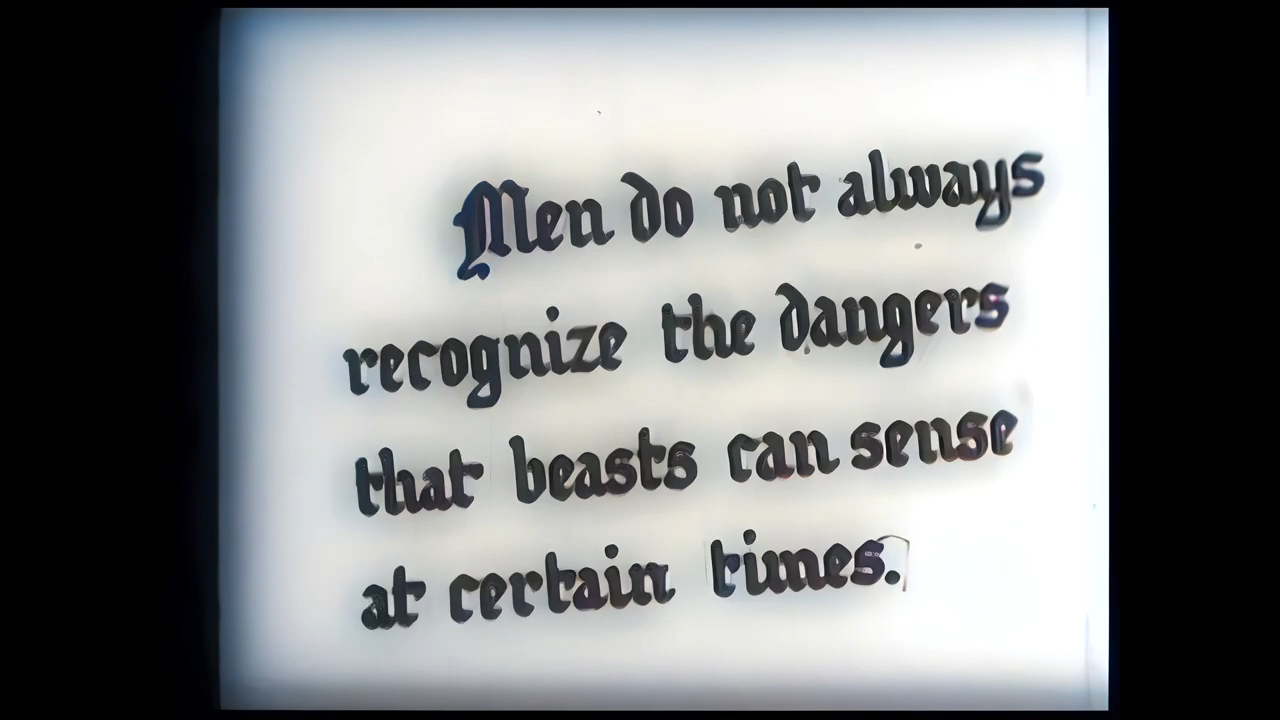 Men do not always
recognize the dangers
that beasts can sense
at certain times.